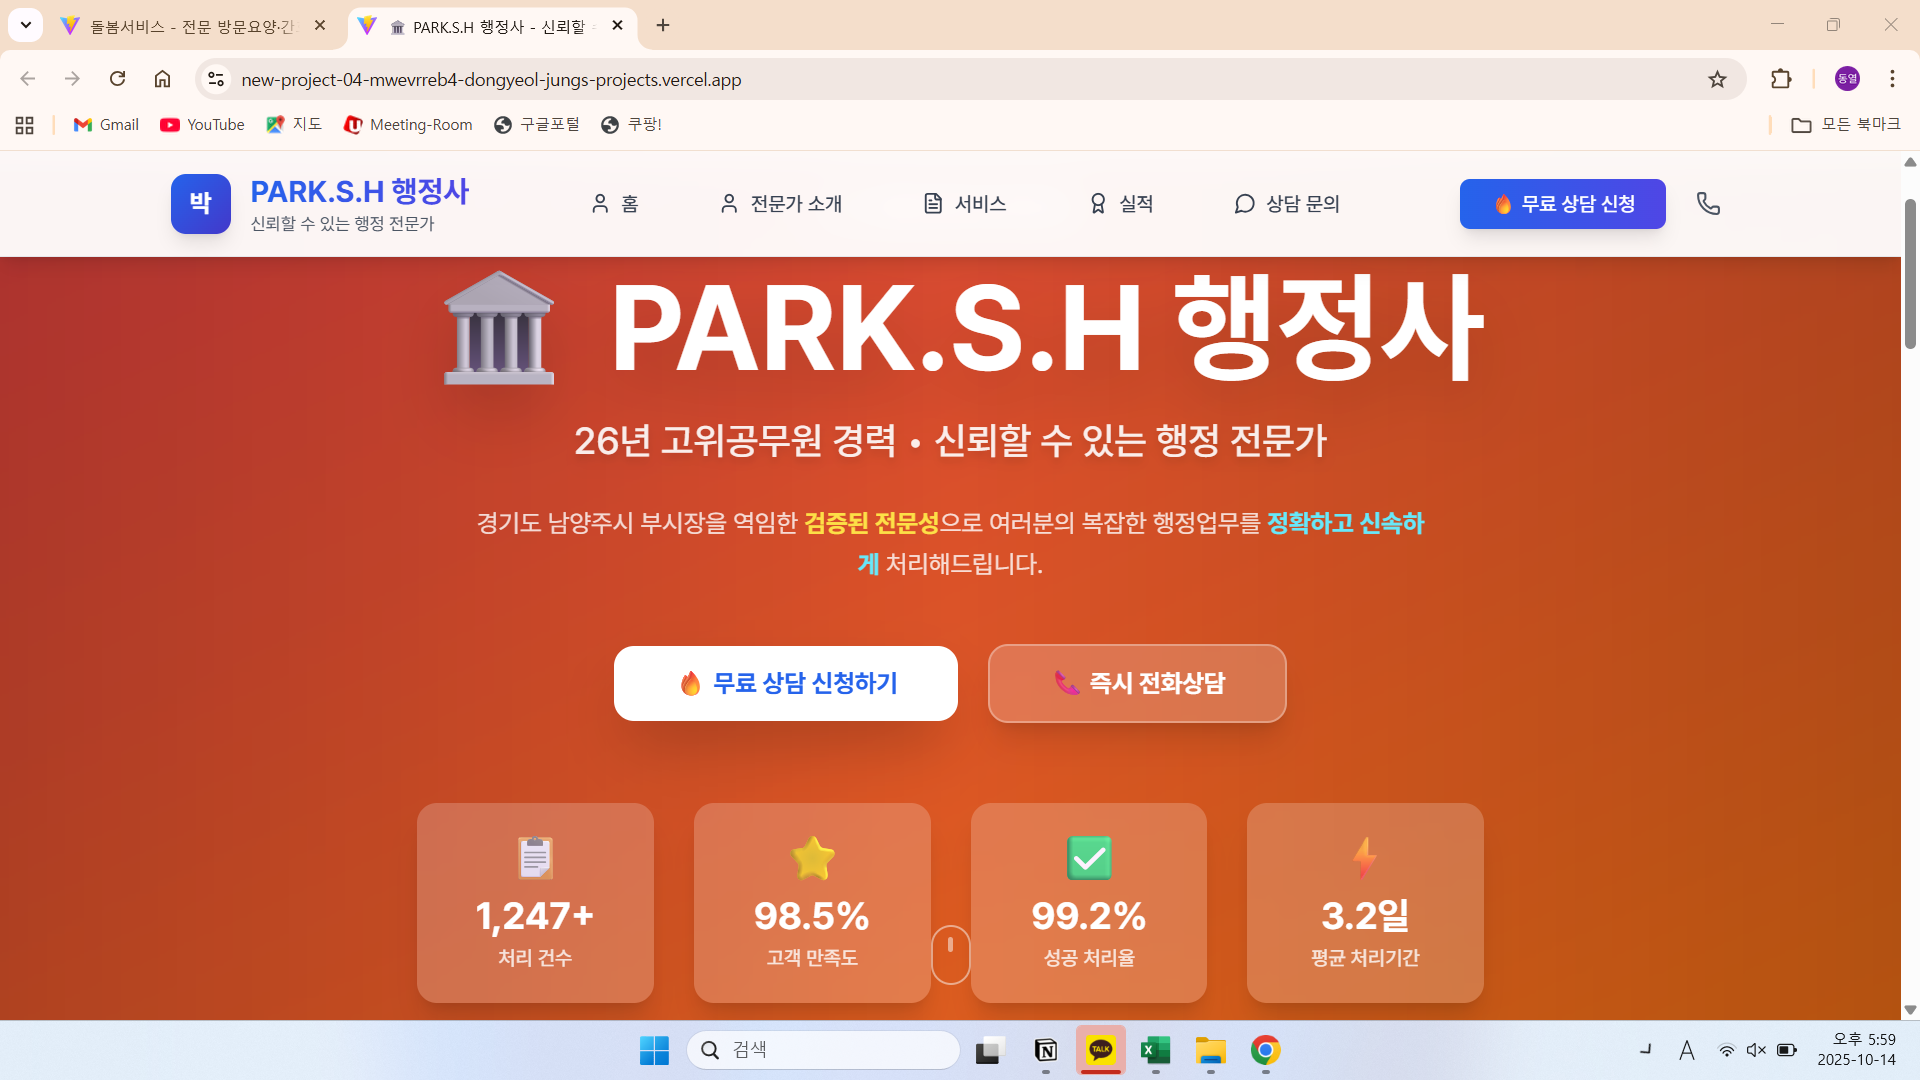 돌봄서비스 - 전문 방문요양·간
PARK.S.H 행정사 - 신뢰할
new-project-04-mwevrreb4-dongyeol-jungs-projects.vercel.app
동열
Gmail
YouTube
지도
Meeting-Room
구글포털
쿠팡!
모든 북마크
박
PARK.S.H 행정사
신뢰할 수 있는 행정 전문가
홈
전문가 소개
서비스
실적
상담 문의
무료 상담 신청
PARK.S.H 행정사
26년 고위공무원 경력 • 신뢰할 수 있는 행정 전문가
경기도 남양주시 부시장을 역임한 검증된 전문성으로 여러분의 복잡한 행정업무를 정확하고 신속하
게 처리해드립니다.
무료 상담 신청하기
즉시 전화상담
1,247+
처리 건수
98.5%
고객 만족도
99.2%
성공 처리율
3.2일
평균 처리기간
검색
TALK
A
오후 5:59
2025-10-14